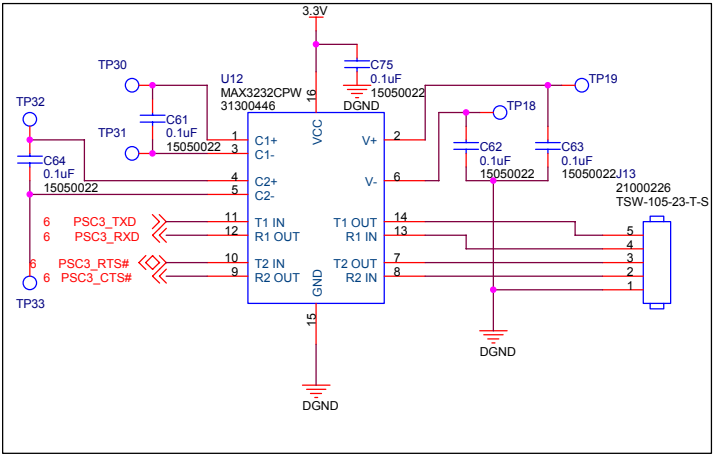 3.3V
TP30
U12
MAX3232CPW
31300446
16
VCC
C75
0.1uF
15050022
DGND
TP19
TP32
TP31
C61
0.1uF
15050022
TP18
C64
0.1uF
15050022
C62
0.1uF
15050022
C63
0.1uF
15050022
J13
21000226
TSW-105-23-T-S
1 C1+
3 C1-
4 C2+
5 C2-
V+ 2
V- 6
6 PSC3_TXD 11 T1 IN T1 OUT 14
6 PSC3_RXD 12 R1 OUT R1 IN 13
6 PSC3_RTS# 10 T2 IN T2 OUT 7
6 PSC3_CTS# 9 R2 OUT R2 IN 8
5
4
3
2
1
TP33
GND
15
DGND
DGND